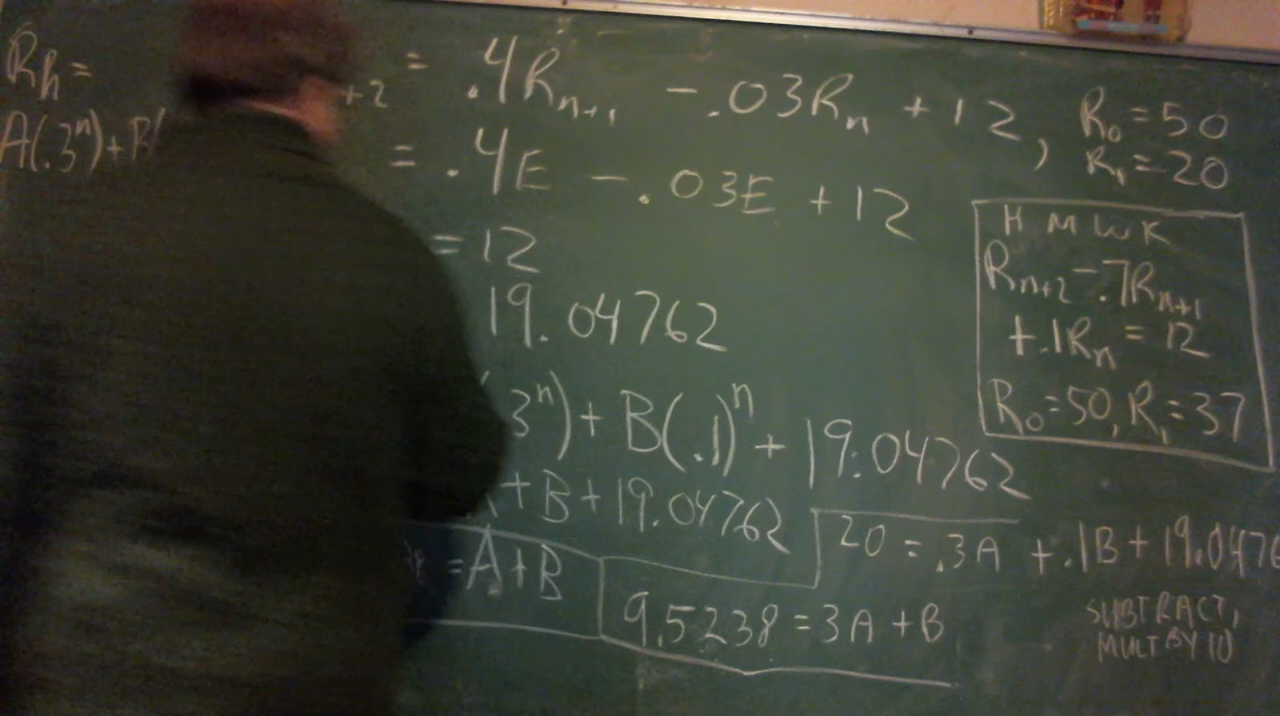 Rh =
A(.3ⁿ)+B(
+2 = .4Rn+1 - .03Rn + 12, R0 = 50
R1 = 20
= .4E - .03E + 12
= 12
19.04762
3ⁿ) + B(.1)ⁿ + 19.04762
A + B + 19.04762
= A + B
20 = .3A + .1B + 19.0476
9.5238 = 3A + B
SUBTRACT,
MULT BY 10
HMWK
Rn+2 - .7Rn+1
+ .1Rn = 12
R0 = 50, R1 = 37